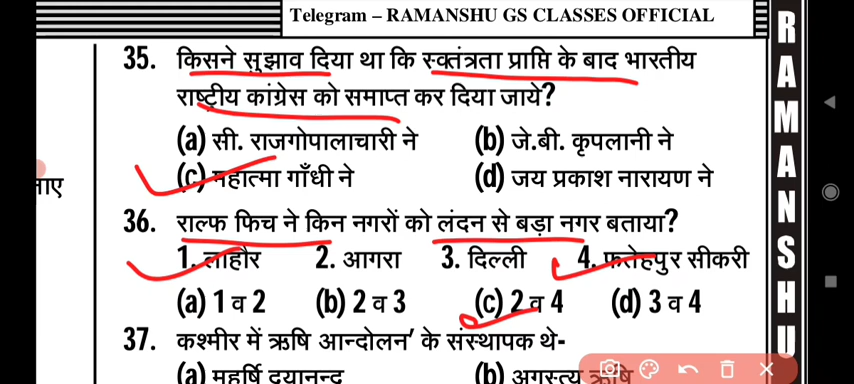 Telegram – RAMANSHU GS CLASSES OFFICIAL
35. किसने सुझाव दिया था कि स्वतंत्रता प्राप्ति के बाद भारतीय
राष्ट्रीय कांग्रेस को समाप्त कर दिया जाये?
(a) सी. राजगोपालाचारी ने (b) जे.बी. कृपलानी ने
(c) महात्मा गाँधी ने (d) जय प्रकाश नारायण ने
36. राल्फ फिच ने किन नगरों को लंदन से बड़ा नगर बताया?
1. लाहौर 2. आगरा 3. दिल्ली 4. फतेहपुर सीकरी
(a) 1 व 2 (b) 2 व 3 (c) 2 व 4 (d) 3 व 4
37. कश्मीर में ऋषि आन्दोलन' के संस्थापक थे-
(a) महर्षि दयानन्द (b) अगस्त्य ऋषि
RAMANSHU